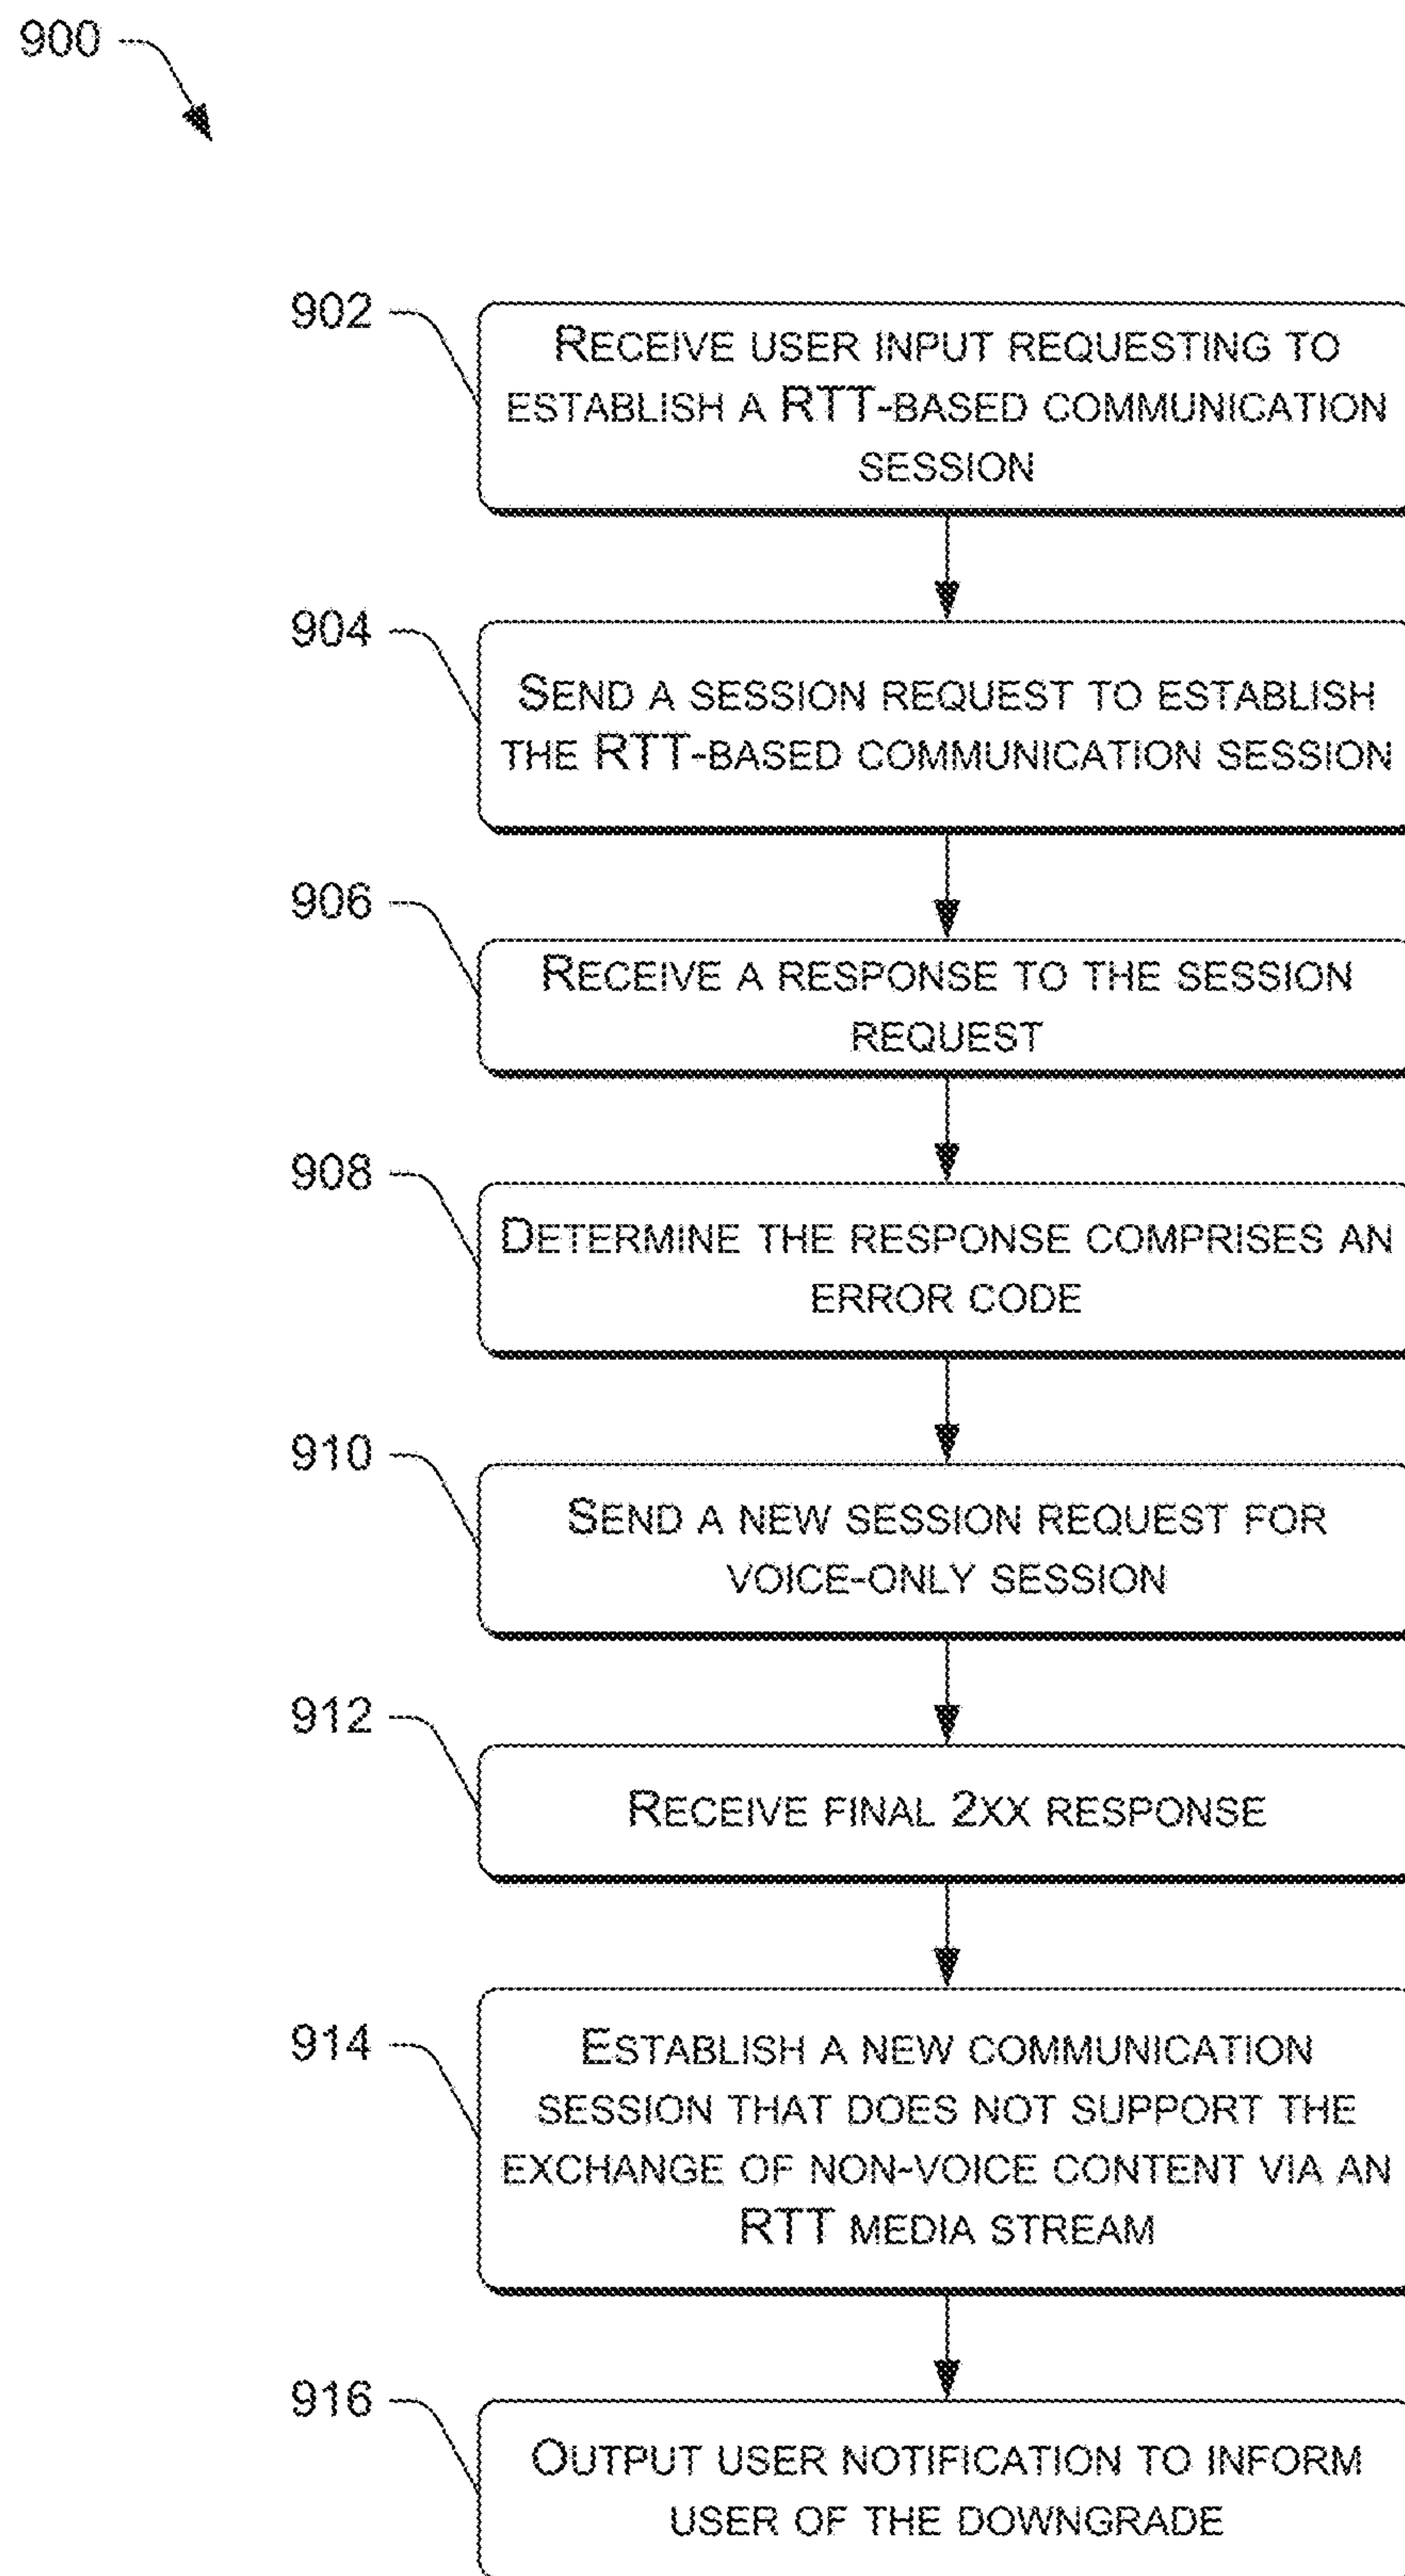 900
902
RECEIVE USER INPUT REQUESTING TO
ESTABLISH A RTT-BASED COMMUNICATION
SESSION
904
SEND A SESSION REQUEST TO ESTABLISH
THE RTT-BASED COMMUNICATION SESSION
906
RECEIVE A RESPONSE TO THE SESSION
REQUEST
908
DETERMINE THE RESPONSE COMPRISES AN
ERROR CODE
910
SEND A NEW SESSION REQUEST FOR
VOICE-ONLY SESSION
912
RECEIVE FINAL 2XX RESPONSE
914
ESTABLISH A NEW COMMUNICATION
SESSION THAT DOES NOT SUPPORT THE
EXCHANGE OF NON-VOICE CONTENT VIA AN
RTT MEDIA STREAM
916
OUTPUT USER NOTIFICATION TO INFORM
USER OF THE DOWNGRADE